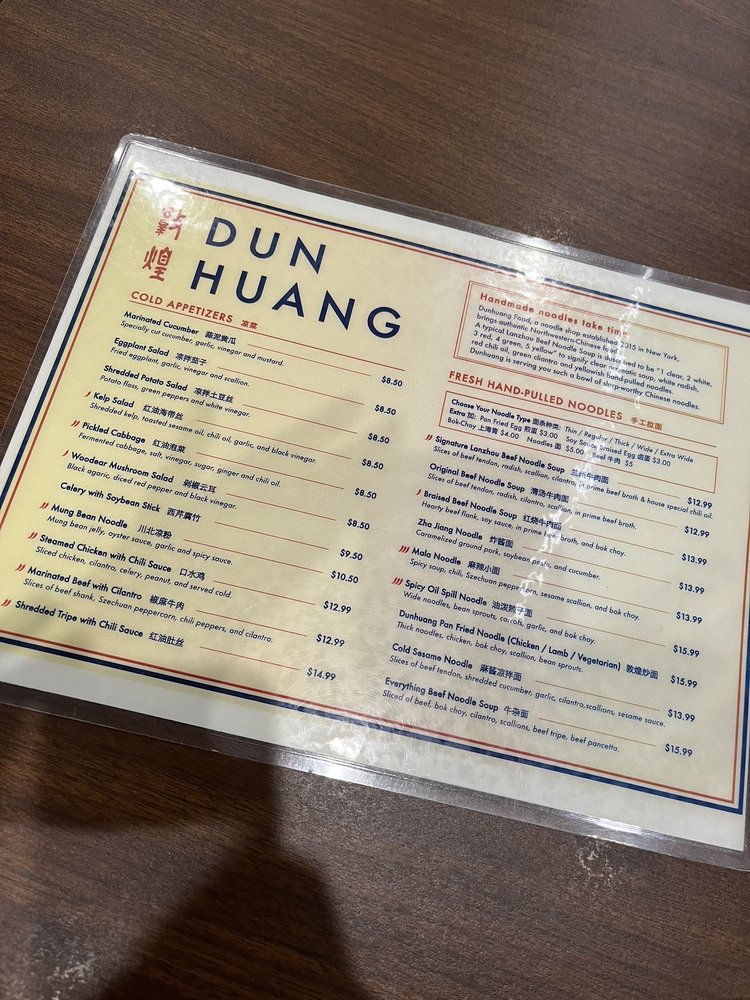 敦煌
DUN
HUANG
COLD APPETIZERS 凉菜
Marinated Cucumber 蒜泥黄瓜 $8.50
Specially cut cucumber, garlic, vinegar and mustard.
Eggplant Salad 凉拌茄子 $8.50
Fried eggplant, garlic, vinegar, and scallion.
Shredded Potato Salad 凉拌土豆丝 $8.50
Potato floss, green peppers and white vinegar.
Kelp Salad 红油海带丝 $8.50
Shredded kelp, toasted sesame oil, chili oil, garlic, and black vinegar.
Pickled Cabbage 红油泡菜 $8.50
Fermented cabbage, salt, vinegar, sugar, ginger and chili oil.
Woodear Mushroom Salad 剁椒云耳 $8.50
Black agaric, diced red pepper and black vinegar.
Celery with Soybean Stick 西芹腐竹 $9.50
Mung Bean Noodle 川北凉粉 $10.50
Mung bean jelly, oyster sauce, garlic and spicy sauce.
Steamed Chicken with Chili Sauce 口水鸡 $12.99
Sliced chicken, cilantro, celery, peanut, and served cold.
Marinated Beef with Cilantro 椒麻牛肉 $12.99
Slices of beef shank, Szechuan peppercorn, chili peppers, and cilantro.
Shredded Tripe with Chili Sauce 红油肚丝 $14.99
Handmade noodles take tim
Dunhuang Food, a noodle shop established 2015 in New York,
brings authentic Northwestern-Chinese food.
A typical Lanzhou Beef Noodle Soup is described to be "1 clear, 2 white,
3 red, 4 green, 5 yellow" to signify clear aromatic soup, white radish,
red chili oil, green cilantro and yellowish hand-pulled noodles.
Dunhuang is serving you such a bowl of slurp-worthy Chinese noodles.
FRESH HAND-PULLED NOODLES 手工拉面
Choose Your Noodle Type 面条种类: Thin / Regular / Thick / Wide / Extra Wide
Extra 加: Pan Fried Egg 煎蛋 $3.00 Soy Sauce Braised Egg 卤蛋 $3.00
Bok-Choy 上海青 $4.00 Noodles 面 $5.00 Beef 牛肉 $5
Signature Lanzhou Beef Noodle Soup 兰州牛肉面 $12.99
Slices of beef tendon, radish, scallion, cilantro, in prime beef broth & house special chili oil.
Original Beef Noodle Soup 清汤牛肉面 $12.99
Slices of beef tendon, radish, cilantro, scallion, in prime beef broth.
Braised Beef Noodle Soup 红烧牛肉面 $13.99
Hearty beef flank, soy sauce, in prime beef broth, and bok choy.
Zha Jiang Noodle 炸酱面 $13.99
Caramelized ground pork, soybean pasto, and cucumber.
Mala Noodle 麻辣小面 $13.99
Spicy soup, chili, Szechuan peppercorn, sesame scallion, and bok choy.
Spicy Oil Spill Noodle 油泼辣子面 $15.99
Wide noodles, bean sprouts, carrots, garlic, and bok choy.
Dunhuang Pan Fried Noodle (Chicken / Lamb / Vegetarian) 敦煌炒面 $15.99
Thick noodles, chicken, bok choy, scallion, bean sprouts.
Cold Sesame Noodle 麻酱凉拌面 $13.99
Slices of beef tendon, shredded cucumber, garlic, cilantro,scallions, sesame sauce.
Everything Beef Noodle Soup 牛杂面 $15.99
Sliced of beef, bok choy, cilantro, scallions, beef tripe, beef pancetta.